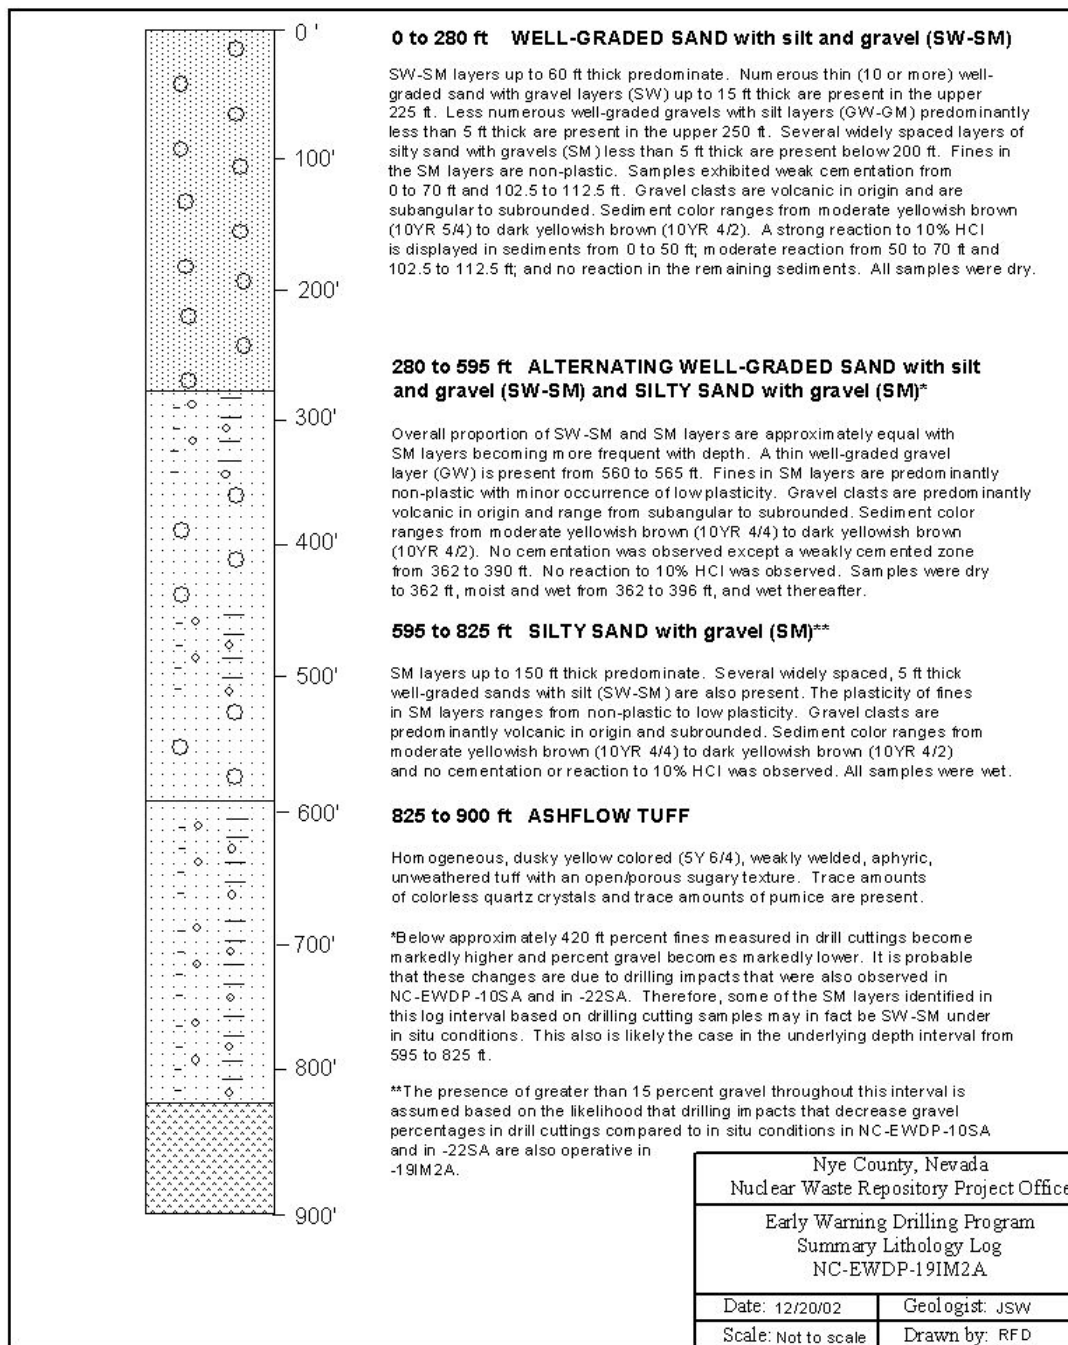 0 '
100'
200'
300'
400'
500'
600'
700'
800'
900'
0 to 280 ft   WELL-GRADED SAND with silt and gravel (SW-SM)
SW-SM layers up to 60 ft thick predominate.  Numerous thin (10 or more) well-
graded sand with gravel layers (SW) up to 15 ft thick are present in the upper
225 ft.  Less numerous well-graded gravels with silt layers (GW-GM) predominantly
less than 5 ft thick are present in the upper 250 ft.  Several widely spaced layers of
silty sand with gravels (SM) less than 5 ft thick are present below 200 ft.  Fines in
the SM layers are non-plastic.  Samples exhibited weak cementation from
0 to 70 ft and 102.5 to 112.5 ft.  Gravel clasts are volcanic in origin and are
subangular to subrounded. Sediment color ranges from moderate yellowish brown
(10YR 5/4) to dark yellowish brown (10YR 4/2).  A strong reaction to 10% HCl
is displayed in sediments from 0 to 50 ft; moderate reaction from 50 to 70 ft and
102.5 to 112.5 ft; and no reaction in the remaining sediments.  All samples were dry.
280 to 595 ft   ALTERNATING WELL-GRADED SAND with silt
and gravel (SW-SM) and SILTY SAND with gravel (SM)*
Overall proportion of SW-SM and SM layers are approximately equal with
SM layers becoming more frequent with depth.  A thin well-graded gravel
layer (GW) is present from 560 to 565 ft.  Fines in SM layers are predominantly
non-plastic with minor occurrence of low plasticity.  Gravel clasts are predominantly
volcanic in origin and range from subangular to subrounded. Sediment color
ranges from moderate yellowish brown (10YR 4/4) to dark yellowish brown
(10YR 4/2).  No cementation was observed except a weakly cemented zone
from 362 to 390 ft.  No reaction to 10% HCl was observed.  Samples were dry
to 362 ft, moist and wet from 362 to 396 ft, and wet thereafter.
595 to 825 ft   SILTY SAND with gravel (SM)**
SM layers up to 150 ft thick predominate.  Several widely spaced, 5 ft thick
well-graded sands with silt (SW-SM) are also present. The plasticity of fines
in SM layers ranges from non-plastic to low plasticity.  Gravel clasts are
predominantly volcanic in origin and subrounded. Sediment color ranges from
moderate yellowish brown (10YR 4/4) to dark yellowish brown (10YR 4/2)
and no cementation or reaction to 10% HCl was observed. All samples were wet.
825 to 900 ft   ASHFLOW TUFF
Homogeneous, dusky yellow colored (5Y 6/4), weakly welded, aphyric,
unweathered tuff with an open/porous sugary texture.  Trace amounts
of colorless quartz crystals and trace amounts of pumice are present.
*Below approximately 420 ft percent fines measured in drill cuttings become
markedly higher and percent gravel becomes markedly lower.  It is probable
that these changes are due to drilling impacts that were also observed in
NC-EWDP-10SA and in -22SA.  Therefore, some of the SM layers identified in
this log interval based on drilling cutting samples may in fact be SW-SM under
in situ conditions.  This also is likely the case in the underlying depth interval from
595 to 825 ft.
**The presence of greater than 15 percent gravel throughout this interval is
assumed based on the likelihood that drilling impacts that decrease gravel
percentages in drill cuttings compared to in situ conditions in NC-EWDP-10SA
and in -22SA are also operative in
-19IM2A.
Nye County, Nevada
Nuclear Waste Repository Project Office
Early Warning Drilling Program
Summary Lithology Log
NC-EWDP-19IM2A
Date: 12/20/02   Geologist: JSW
Scale: Not to scale   Drawn by: RFD